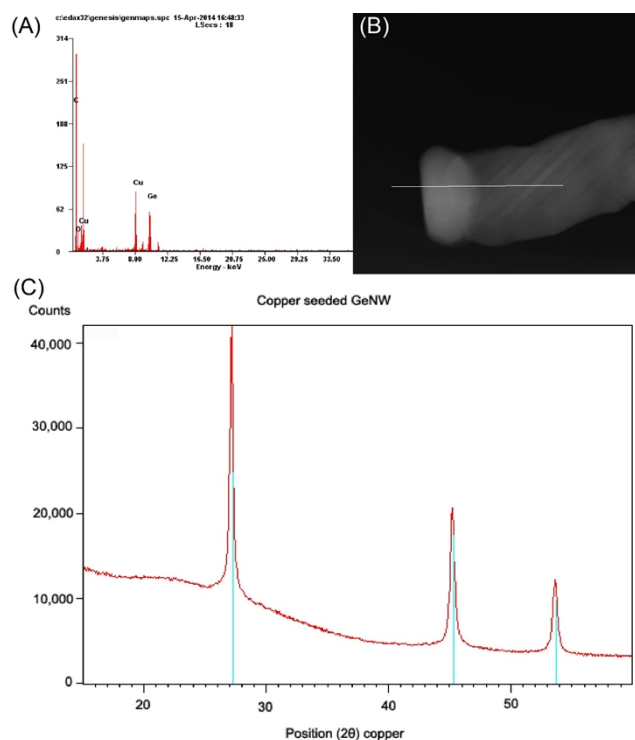 (A)
c:\edax32\genesis\genmaps.spc 15-Apr-2014 16:48:33
LSecs : 18
314
251
188
125
62
0
C
O
Cu
Cu
Ge
3.75 8.00 12.25 16.50 20.75 25.00 29.25 33.50
Energy - keV
(B)
(C)
Copper seeded GeNW
Counts
40,000
30,000
20,000
10,000
0
20 30 40 50
Position (2θ) copper